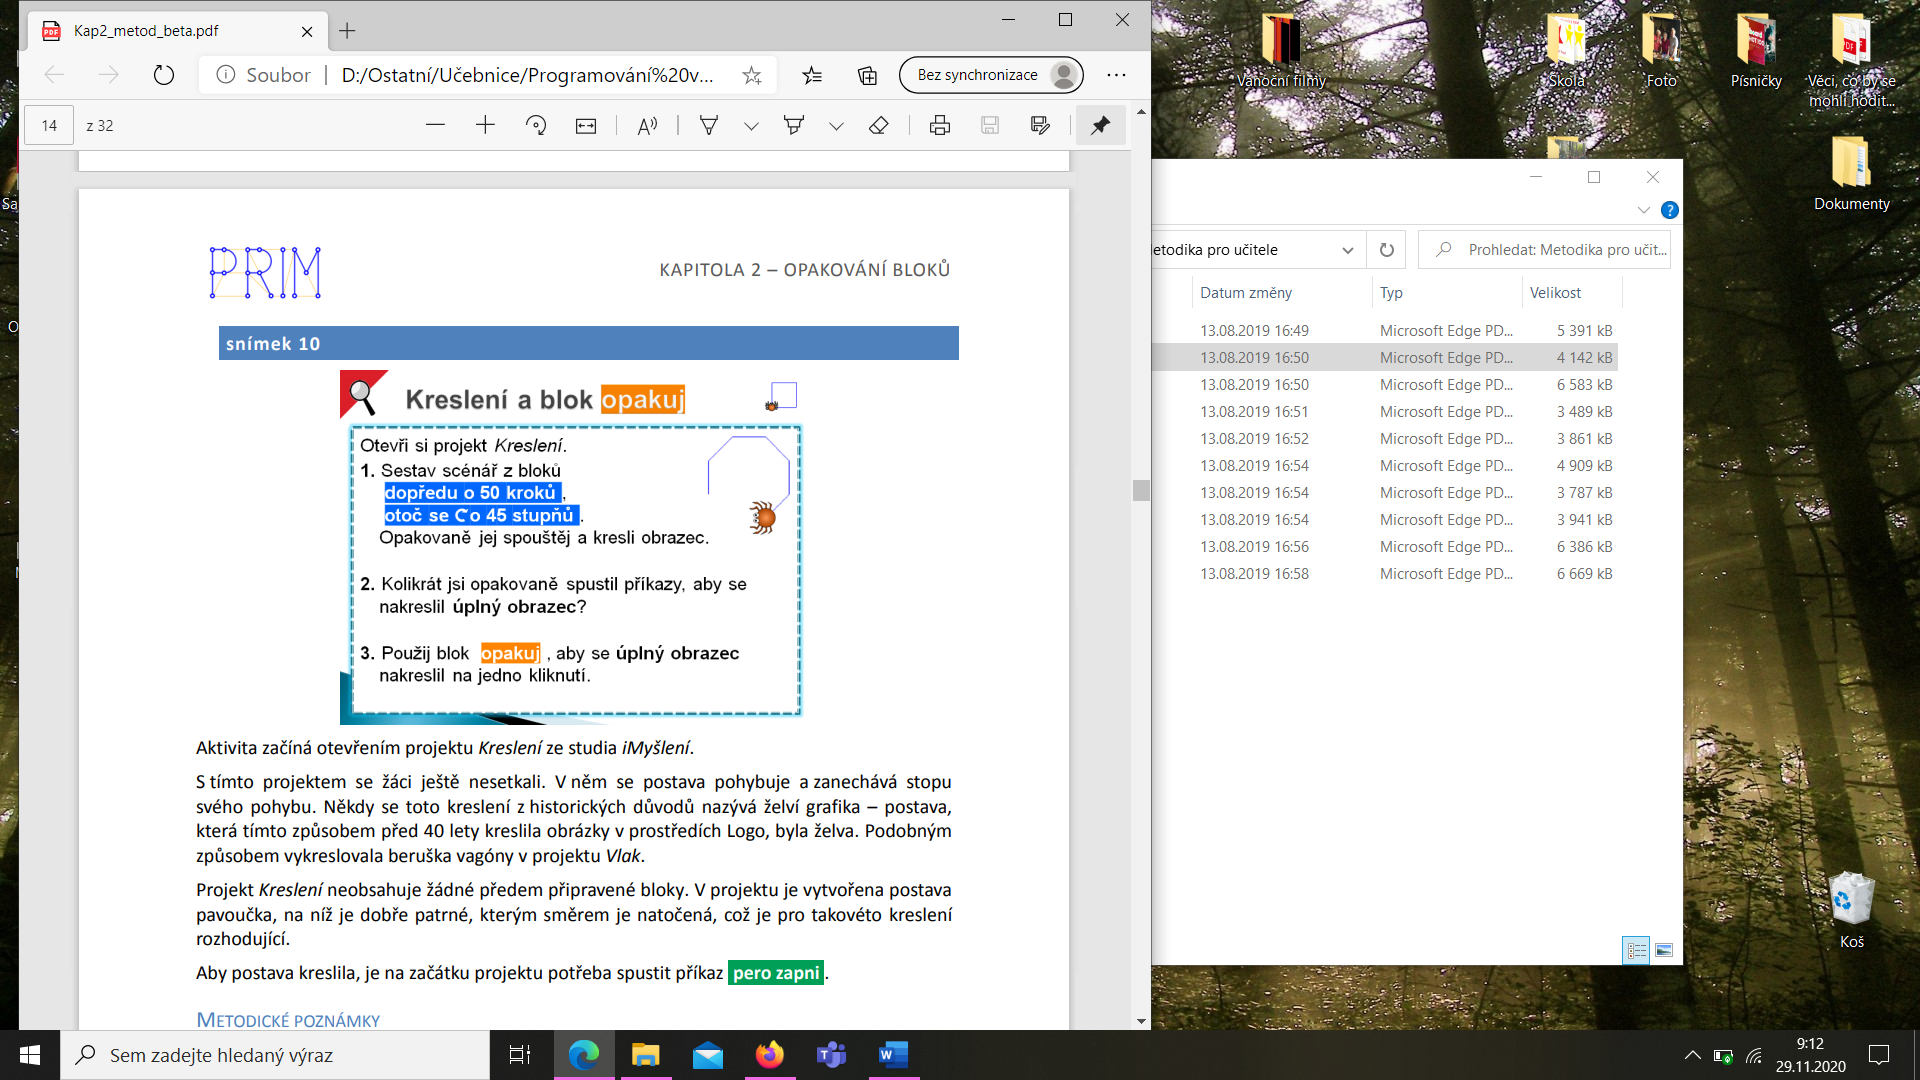 Kap2_metod_beta.pdf
Soubor
D:/Ostatní/Učebnice/Programování%20v...
Bez synchronizace
14
z 32
PRIM
KAPITOLA 2 – OPAKOVÁNÍ BLOKŮ
snímek 10
Kreslení a blok opakuj
Otevři si projekt Kreslení.
1. Sestav scénář z bloků
dopředu o 50 kroků ,
otoč se o 45 stupňů .
Opakovaně jej spouštěj a kresli obrazec.
2. Kolikrát jsi opakovaně spustil příkazy, aby se
nakreslil úplný obrazec?
3. Použij blok opakuj , aby se úplný obrazec
nakreslil na jedno kliknutí.
Aktivita začíná otevřením projektu Kreslení ze studia iMyšlení.
S tímto projektem se žáci ještě nesetkali. V něm se postava pohybuje a zanechává stopu
svého pohybu. Někdy se toto kreslení z historických důvodů nazývá želví grafika – postava,
která tímto způsobem před 40 lety kreslila obrázky v prostředích Logo, byla želva. Podobným
způsobem vykreslovala beruška vagóny v projektu Vlak.
Projekt Kreslení neobsahuje žádné předem připravené bloky. V projektu je vytvořena postava
pavoučka, na níž je dobře patrné, kterým směrem je natočená, což je pro takovéto kreslení
rozhodující.
Aby postava kreslila, je na začátku projektu potřeba spustit příkaz pero zapni .
METODICKÉ POZNÁMKY
Vánoční filmy
Škola
Foto
Písničky
Věci, co by se
mohli hodit...
Dokumenty
Koš
etodika pro učitele
Prohledat: Metodika pro učit...
Datum změny Typ Velikost
13.08.2019 16:49 Microsoft Edge PD... 5 391 kB
13.08.2019 16:50 Microsoft Edge PD... 4 142 kB
13.08.2019 16:50 Microsoft Edge PD... 6 583 kB
13.08.2019 16:51 Microsoft Edge PD... 3 489 kB
13.08.2019 16:52 Microsoft Edge PD... 3 861 kB
13.08.2019 16:54 Microsoft Edge PD... 4 909 kB
13.08.2019 16:54 Microsoft Edge PD... 3 787 kB
13.08.2019 16:54 Microsoft Edge PD... 3 941 kB
13.08.2019 16:56 Microsoft Edge PD... 6 386 kB
13.08.2019 16:58 Microsoft Edge PD... 6 669 kB
Sem zadejte hledaný výraz
9:12
29.11.2020